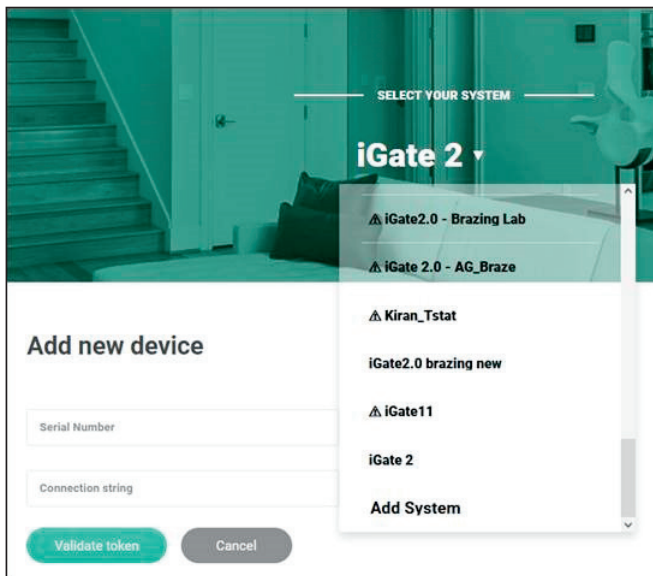 SELECT YOUR SYSTEM
iGate 2 ▾
⚠ iGate2.0 - Brazing Lab
⚠ iGate 2.0 - AG_Braze
⚠ Kiran_Tstat
iGate2.0 brazing new
⚠ iGate11
iGate 2
Add System
Add new device
Serial Number
Connection string
Validate token Cancel